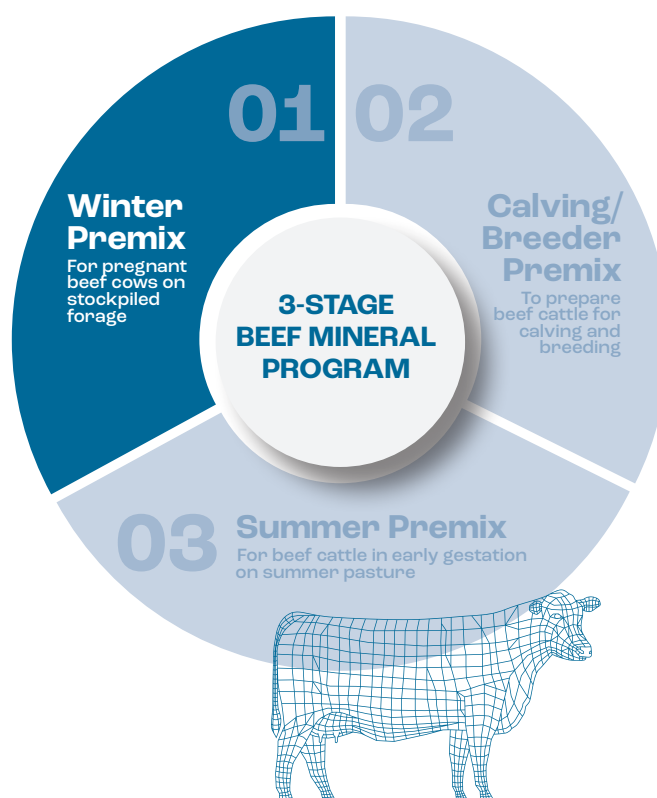 01
Winter
Premix
For pregnant
beef cows on
stockpiled
forage
02
Calving/
Breeder
Premix
To prepare
beef cattle for
calving and
breeding
3-STAGE
BEEF MINERAL
PROGRAM
03
Summer Premix
For beef cattle in early gestation
on summer pasture